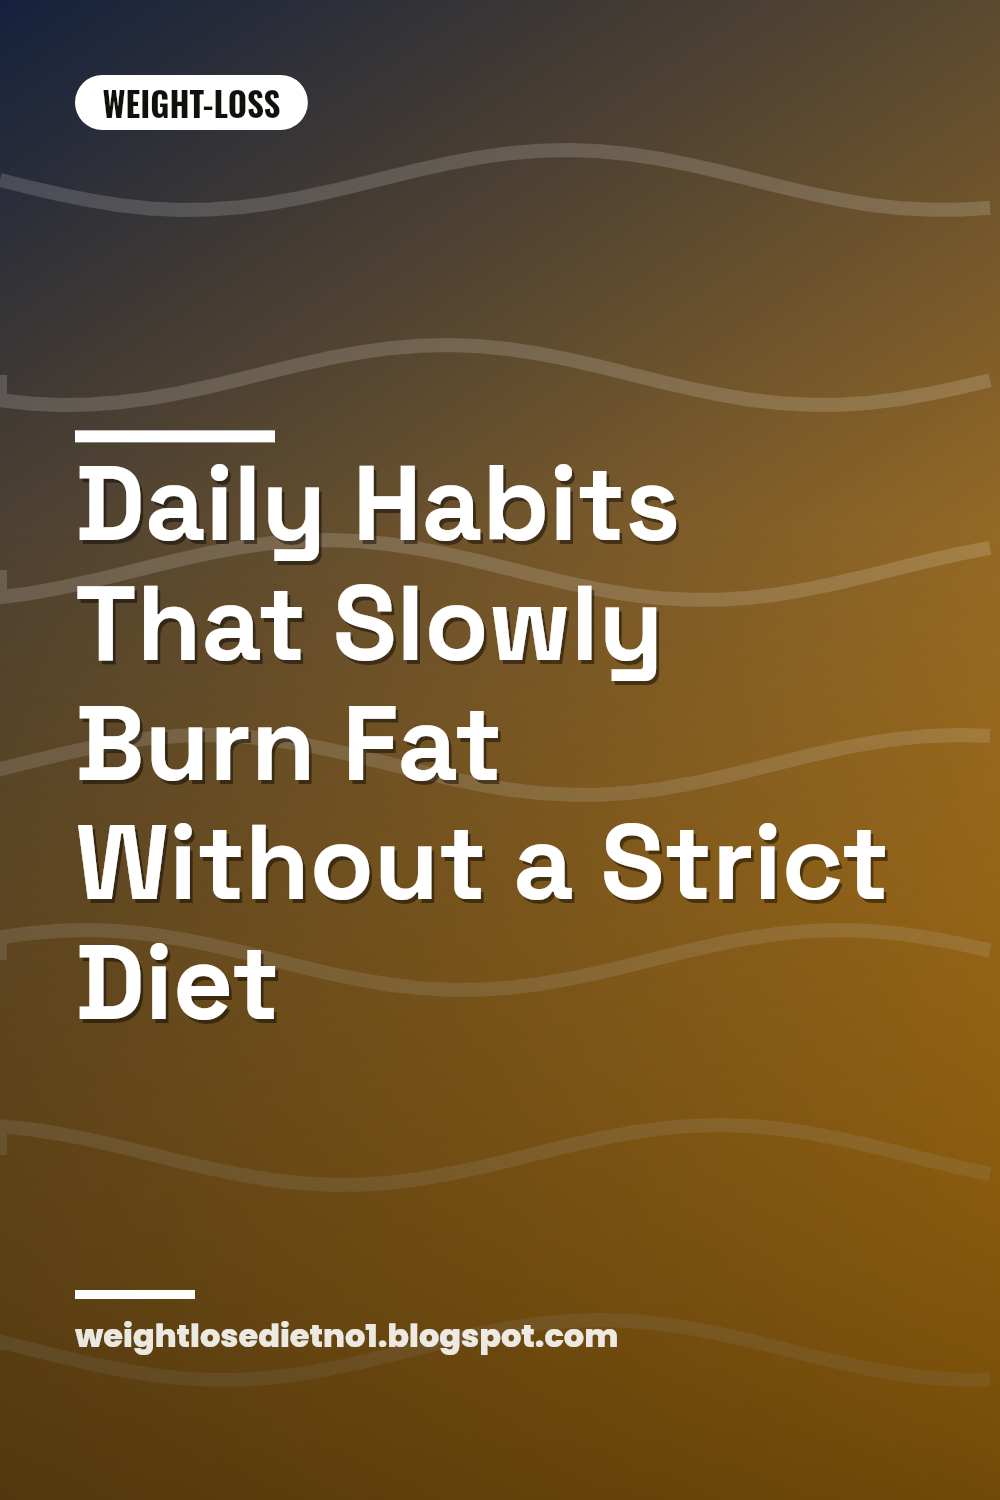 WEIGHT-LOSS
Daily Habits
That Slowly
Burn Fat
Without a Strict
Diet
weightlosedietno1.blogspot.com